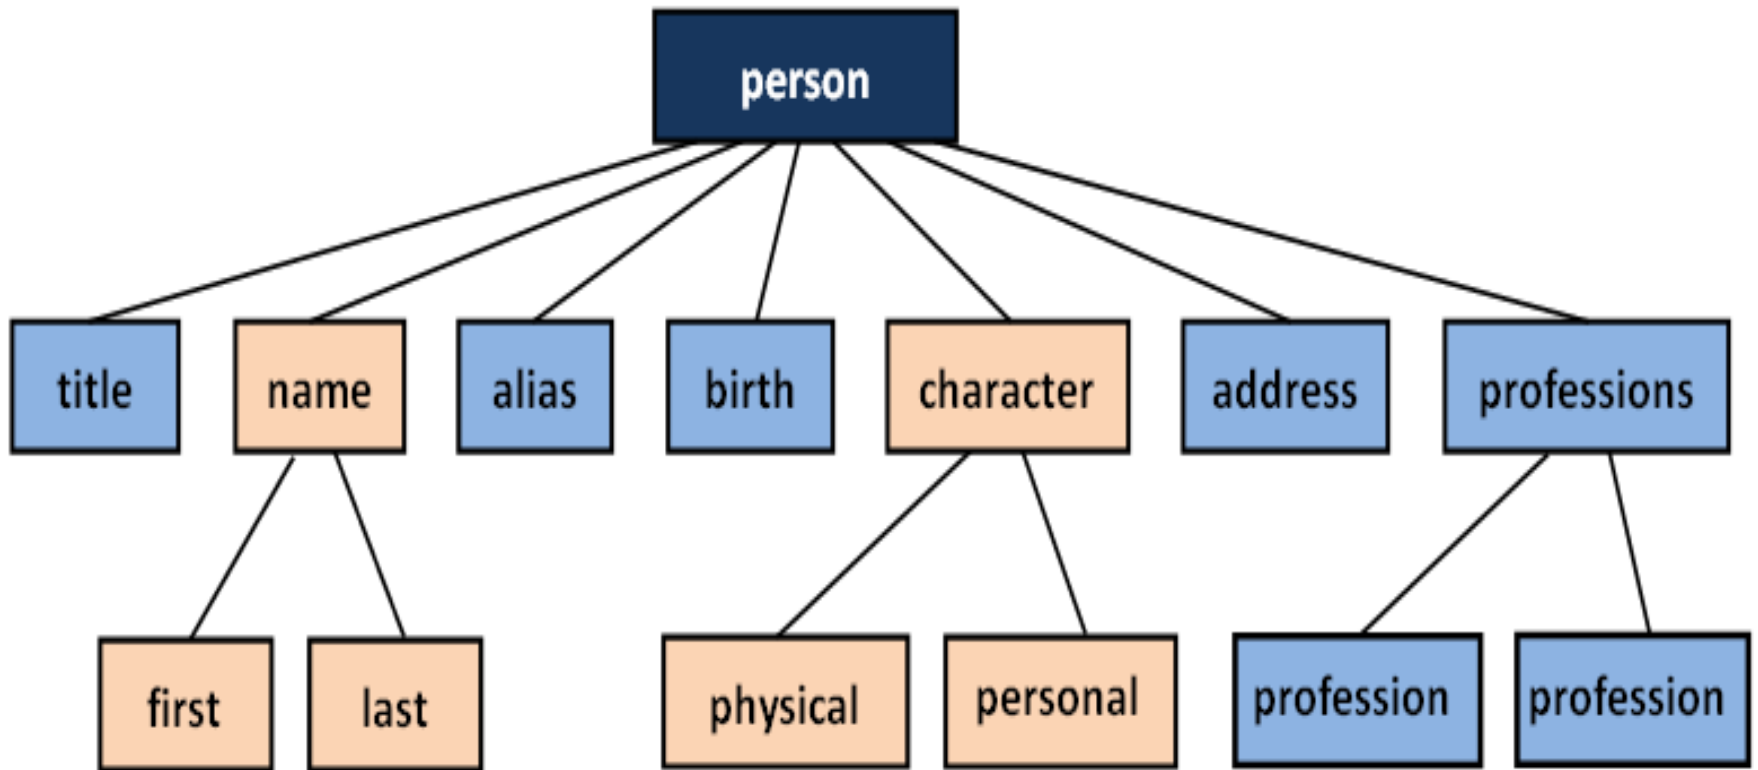 person
title
name
alias
birth
character
address
professions
first
last
physical
personal
profession
profession